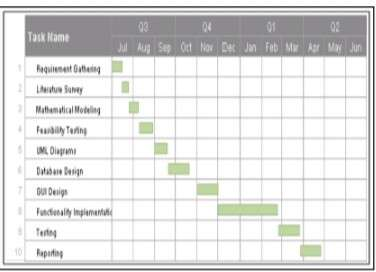 Task Name Q3 Q4 Q1 Q2
Jul Aug Sep Oct Nov Dec Jan Feb Mar Apr May Jun
1 Requirement Gathering
2 Literature Survey
3 Mathematical Modeling
4 Feasibility Testing
5 UML Diagrams
6 Database Design
7 GUI Design
8 Functionality Implementatic
9 Testing
10 Reporting